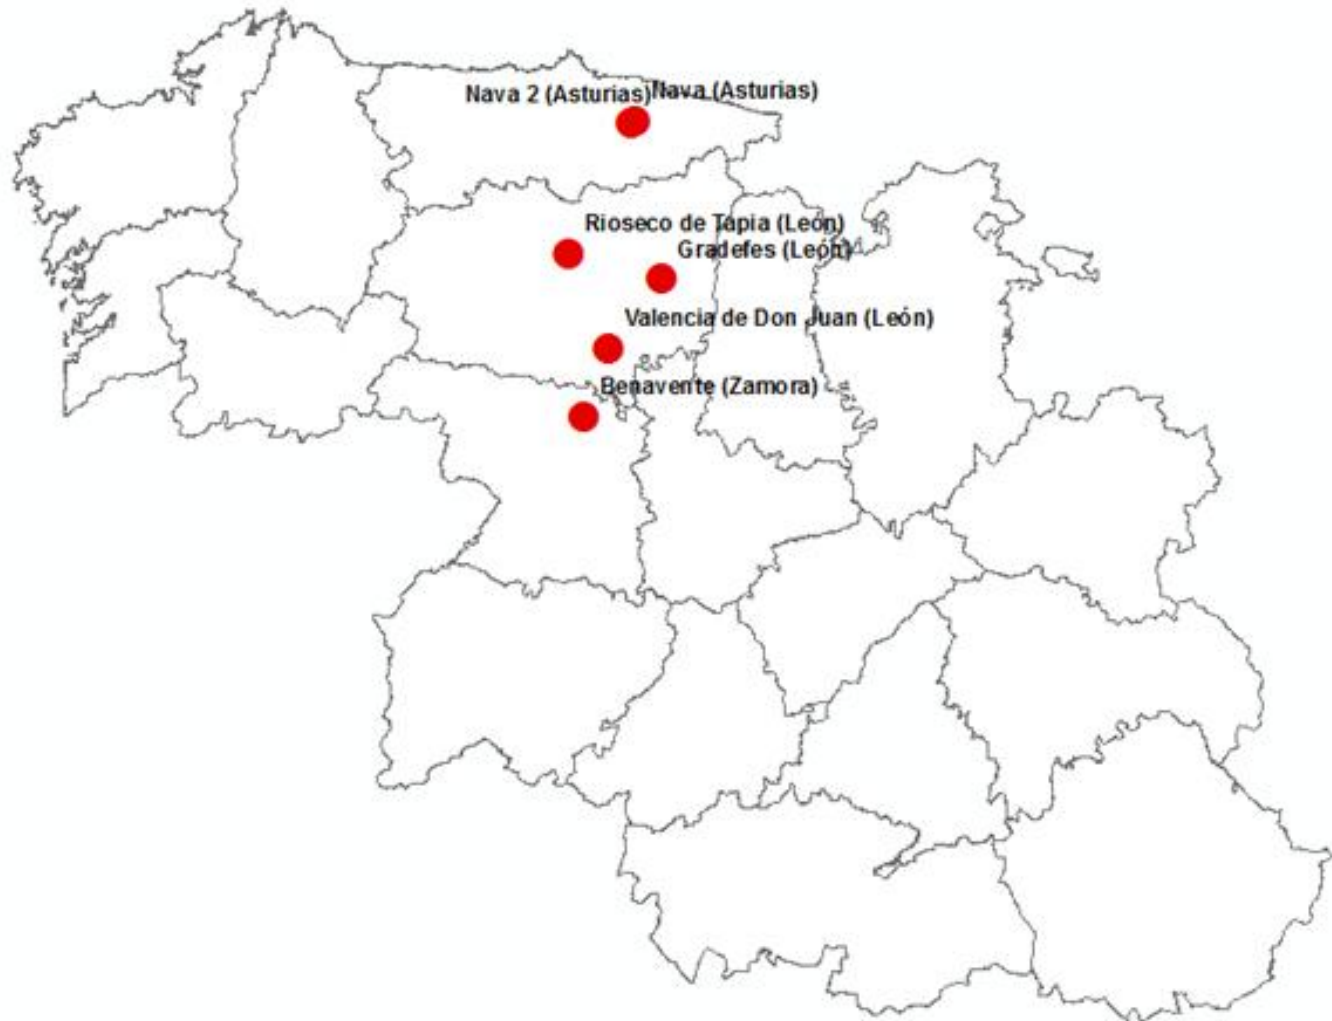 Nava 2 (Asturias)
Nava (Asturias)
Rioseco de Tapia (León)
Gradefes (León)
Valencia de Don Juan (León)
Benavente (Zamora)